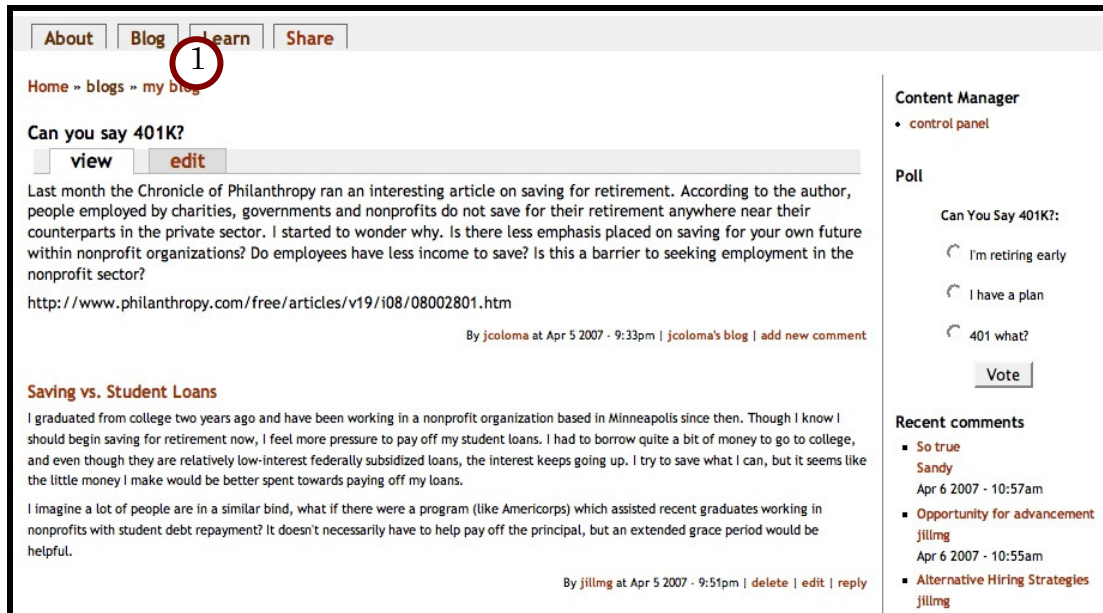 About Blog Learn Share
1
Home » blogs » my blog
Can you say 401K?
view edit
Last month the Chronicle of Philanthropy ran an interesting article on saving for retirement. According to the author,
people employed by charities, governments and nonprofits do not save for their retirement anywhere near their
counterparts in the private sector. I started to wonder why. Is there less emphasis placed on saving for your own future
within nonprofit organizations? Do employees have less income to save? Is this a barrier to seeking employment in the
nonprofit sector?
http://www.philanthropy.com/free/articles/v19/i08/08002801.htm
By jcoloma at Apr 5 2007 - 9:33pm | jcoloma's blog | add new comment
Saving vs. Student Loans
I graduated from college two years ago and have been working in a nonprofit organization based in Minneapolis since then. Though I know I
should begin saving for retirement now, I feel more pressure to pay off my student loans. I had to borrow quite a bit of money to go to college,
and even though they are relatively low-interest federally subsidized loans, the interest keeps going up. I try to save what I can, but it seems like
the little money I make would be better spent towards paying off my loans.
I imagine a lot of people are in a similar bind, what if there were a program (like Americorps) which assisted recent graduates working in
nonprofits with student debt repayment? It doesn't necessarily have to help pay off the principal, but an extended grace period would be
helpful.
By jillmg at Apr 5 2007 - 9:51pm | delete | edit | reply
Content Manager
control panel
Poll
Can You Say 401K?:
I'm retiring early
I have a plan
401 what?
Vote
Recent comments
So true
Sandy
Apr 6 2007 - 10:57am
Opportunity for advancement
jillmg
Apr 6 2007 - 10:55am
Alternative Hiring Strategies
jillmg